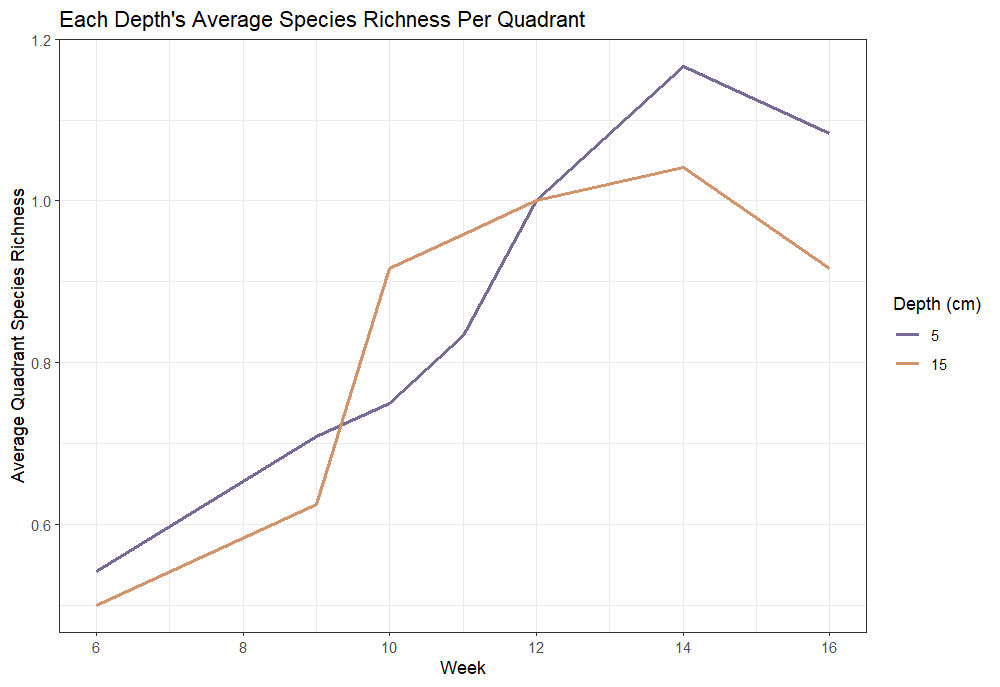 Each Depth's Average Species Richness Per Quadrant
Average Quadrant Species Richness
1.2
1.0
0.8
0.6
6 8 10 12 14 16
Week
Depth (cm)
5
15